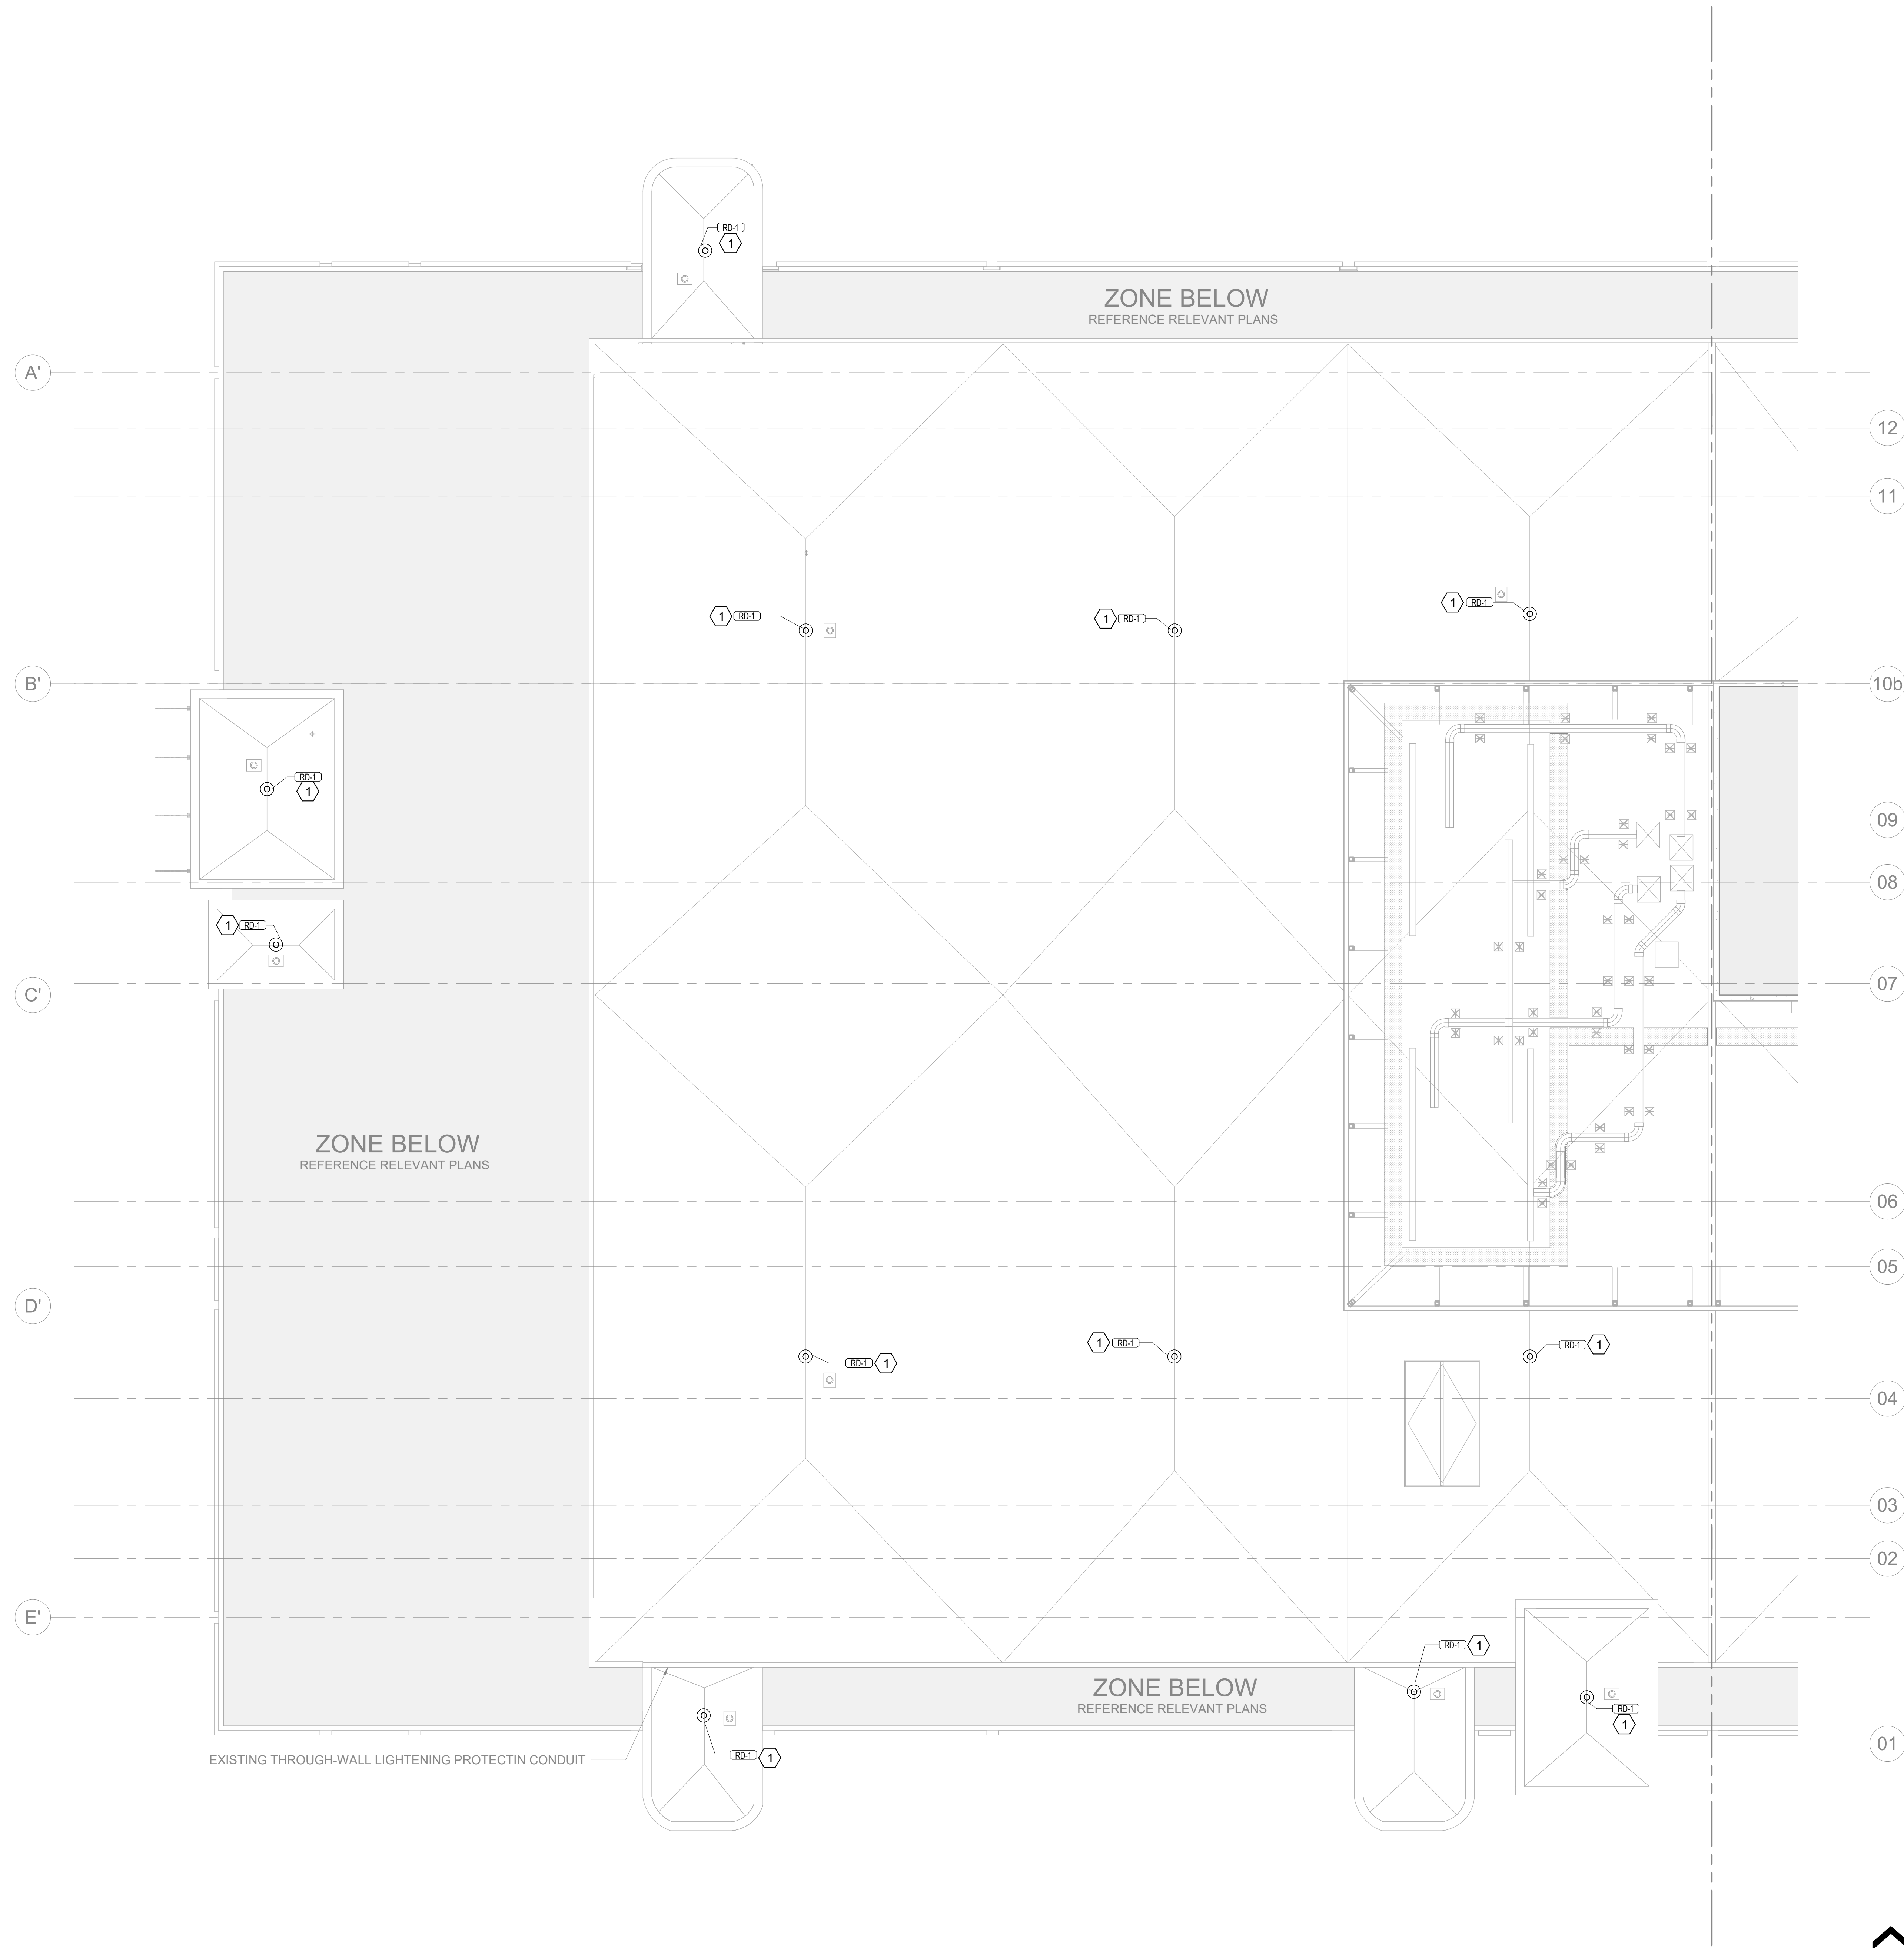 RD-1
1
ZONE BELOW
REFERENCE RELEVANT PLANS
A'
12
11
1 RD-1
1 RD-1
1 RD-1
B'
10b
RD-1
1
09
08
1 RD-1
07
C'
ZONE BELOW
REFERENCE RELEVANT PLANS
06
05
D'
RD-1 1
1 RD-1
RD-1 1
04
03
02
E'
RD-1 1
ZONE BELOW
REFERENCE RELEVANT PLANS
RD-1
1
01
RD-1 1
EXISTING THROUGH-WALL LIGHTENING PROTECTIN CONDUIT